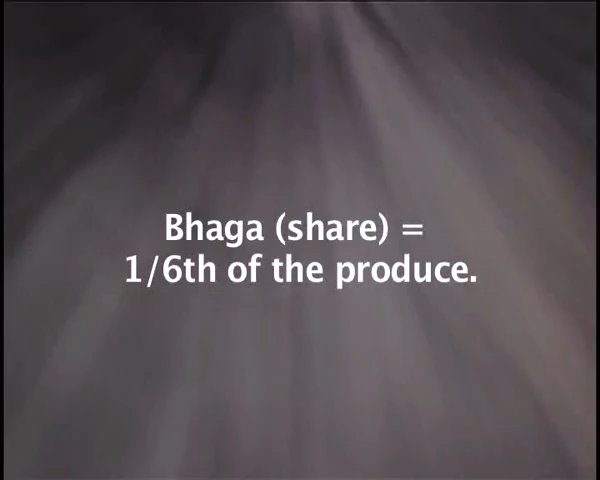 Bhaga (share) =
1/6th of the produce.